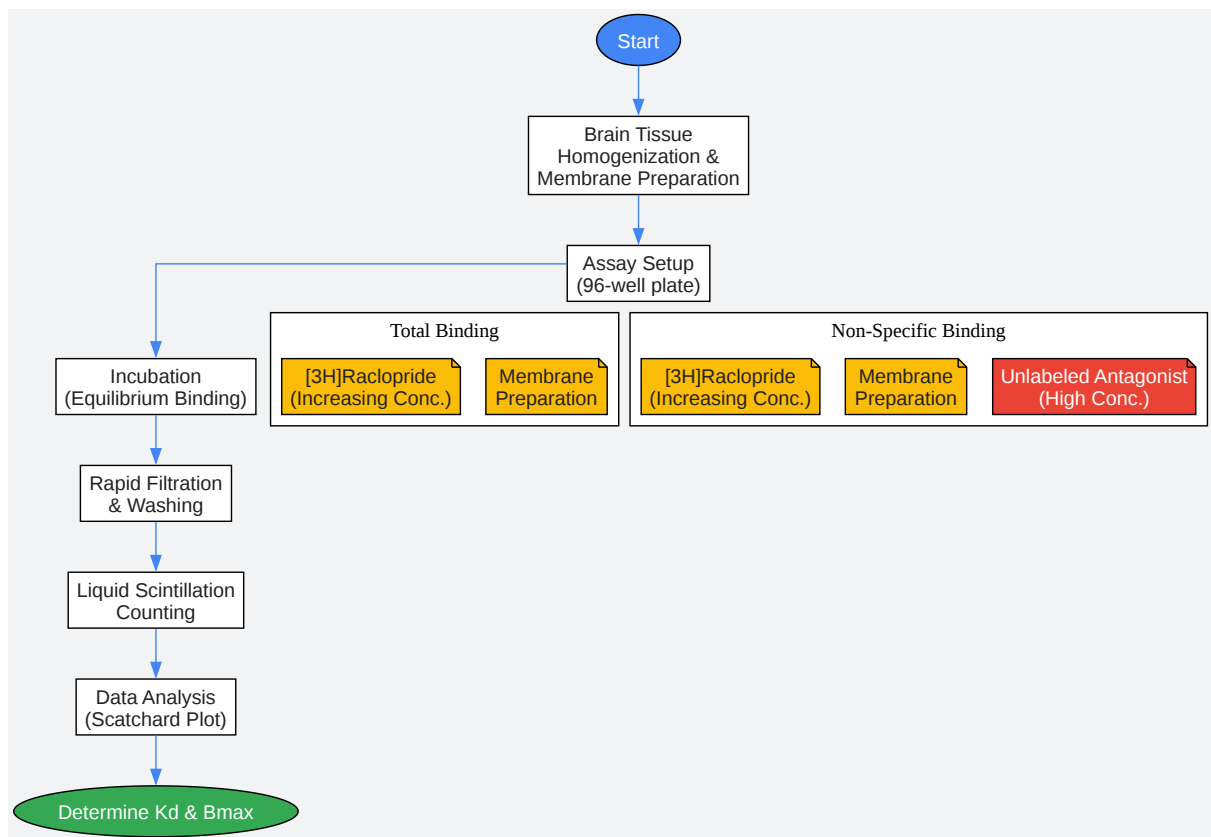 Start
Brain Tissue
Homogenization &
Membrane Preparation
Assay Setup
(96-well plate)
Total Binding
[3H]Raclopride
(Increasing Conc.)
Membrane
Preparation
Non-Specific Binding
[3H]Raclopride
(Increasing Conc.)
Membrane
Preparation
Unlabeled Antagonist
(High Conc.)
Incubation
(Equilibrium Binding)
Rapid Filtration
& Washing
Liquid Scintillation
Counting
Data Analysis
(Scatchard Plot)
Determine Kd & Bmax